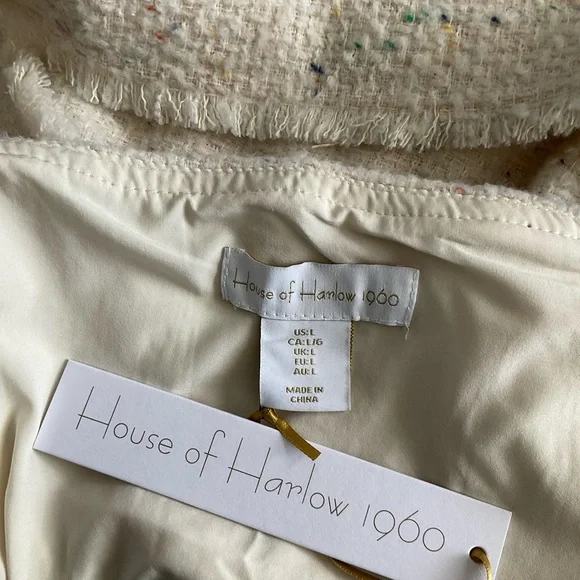 House of Harlow 1960
US: L
CA: L/G
UK: L
EU: L
AU: L
MADE IN
CHINA
House of Harlow 1960